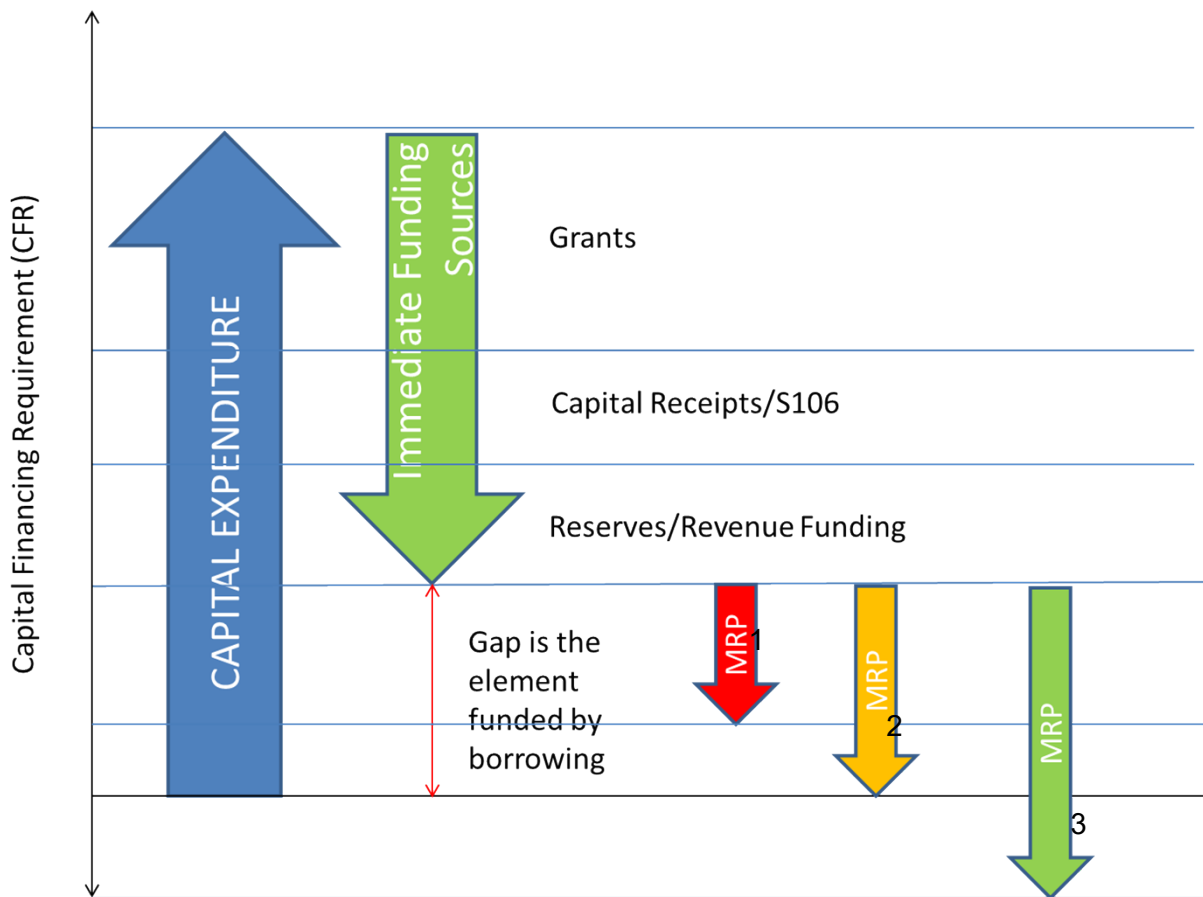 Capital Financing Requirement (CFR)
CAPITAL EXPENDITURE
Immediate Funding
Sources
Grants
Capital Receipts/S106
Reserves/Revenue Funding
Gap is the
element
funded by
borrowing
MRP 1
MRP 2
MRP 3